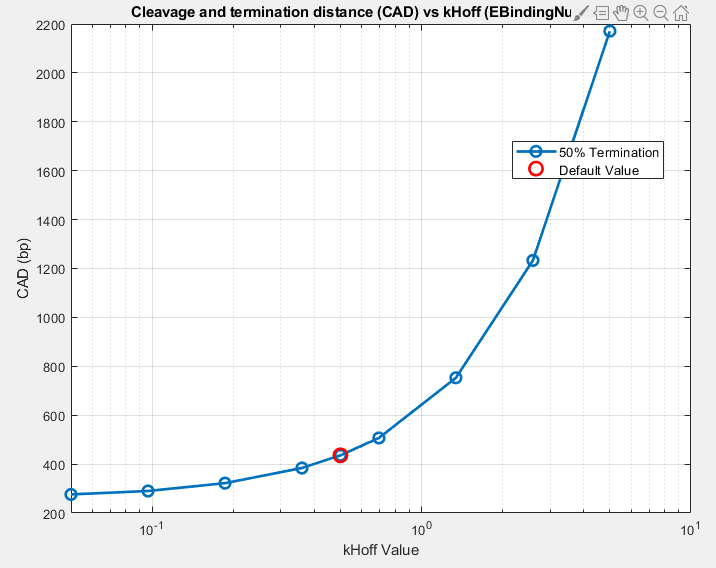 Cleavage and termination distance (CAD) vs kHoff (EBindingNu
2200
2000
1800
1600
1400
1200
1000
800
600
400
200
CAD (bp)
50% Termination
Default Value
10-1
100
101
kHoff Value